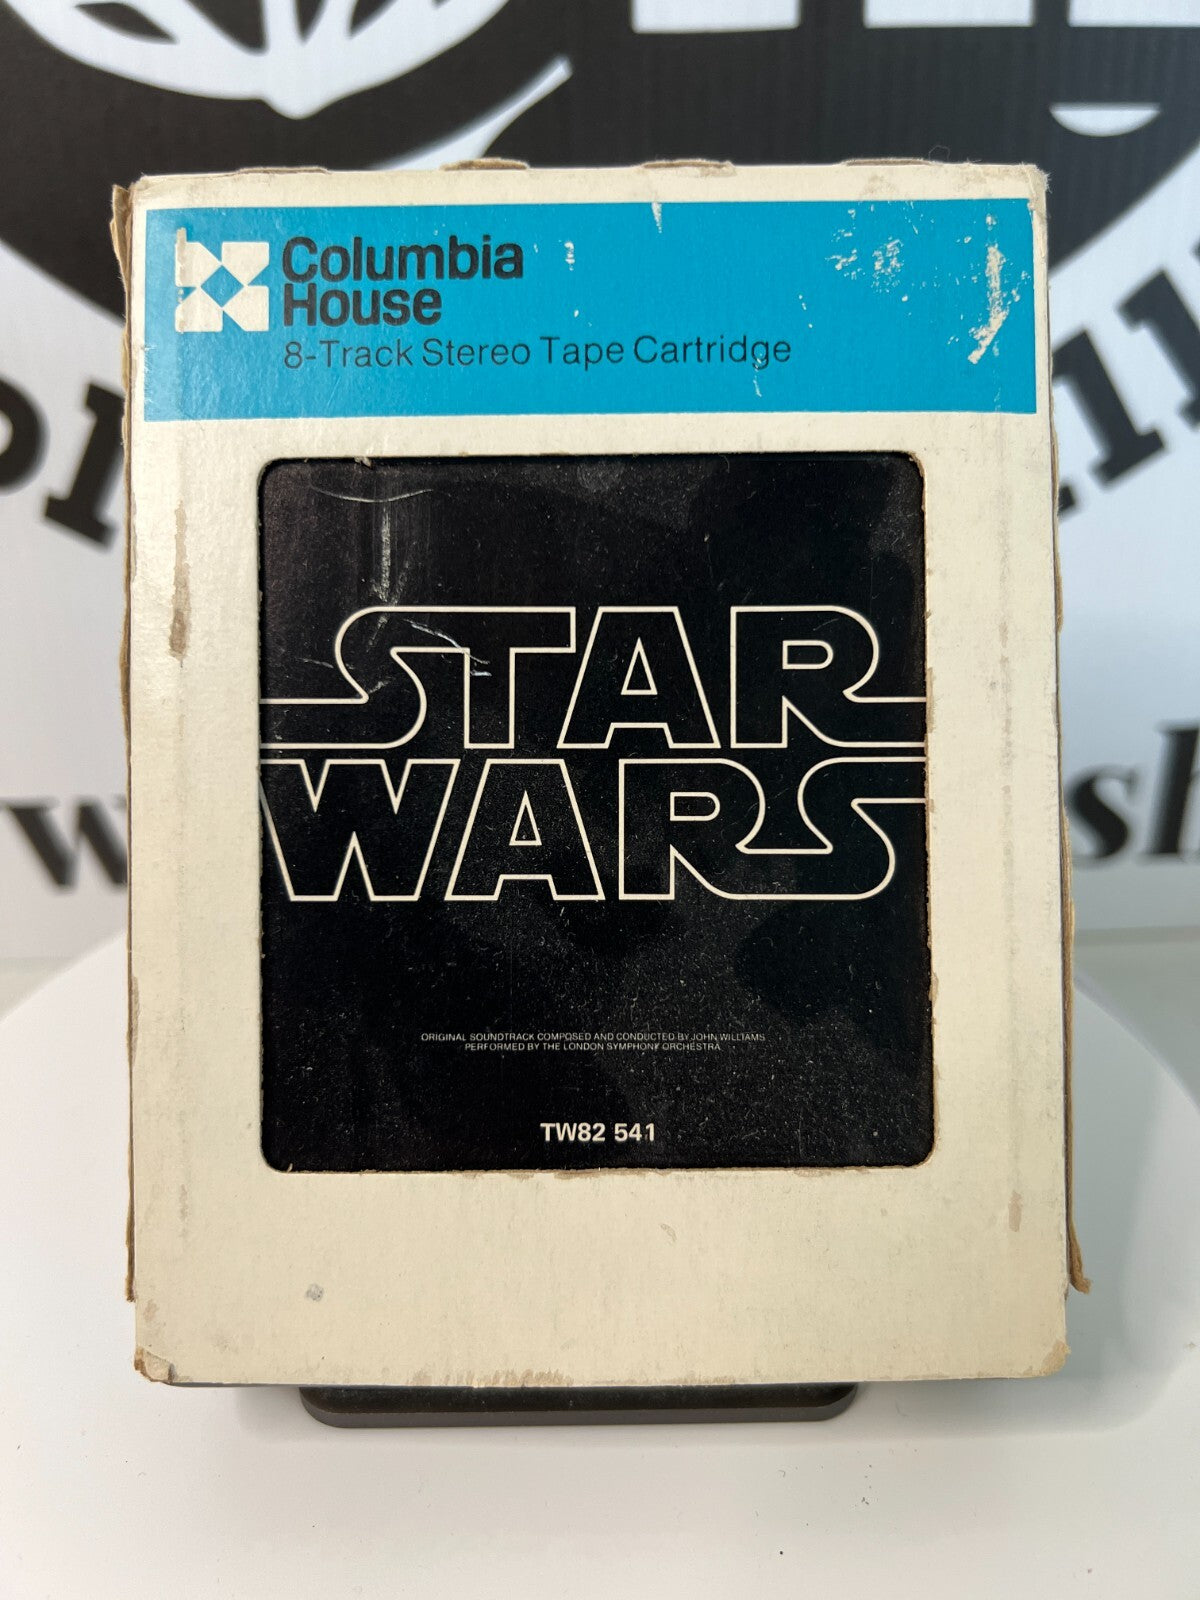 Columbia
House
8-Track Stereo Tape Cartridge
STAR
WARS
ORIGINAL SOUNDTRACK COMPOSED AND CONDUCTED BY JOHN WILLIAMS
PERFORMED BY THE LONDON SYMPHONY ORCHESTRA
TW82 541